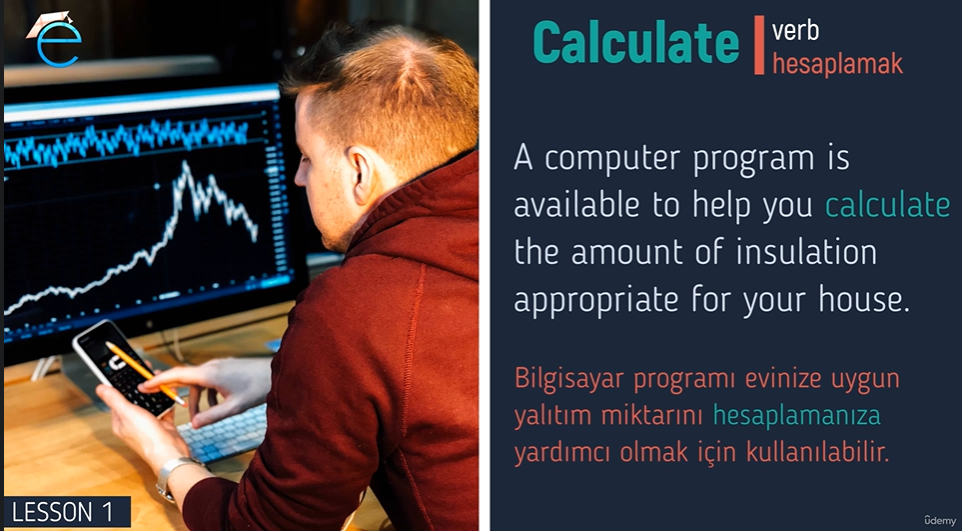 Calculate
verb
hesaplamak
A computer program is
available to help you calculate
the amount of insulation
appropriate for your house.
Bilgisayar programı evinize uygun
yalıtım miktarını hesaplamanıza
yardımcı olmak için kullanılabilir.
LESSON 1
ûdemy